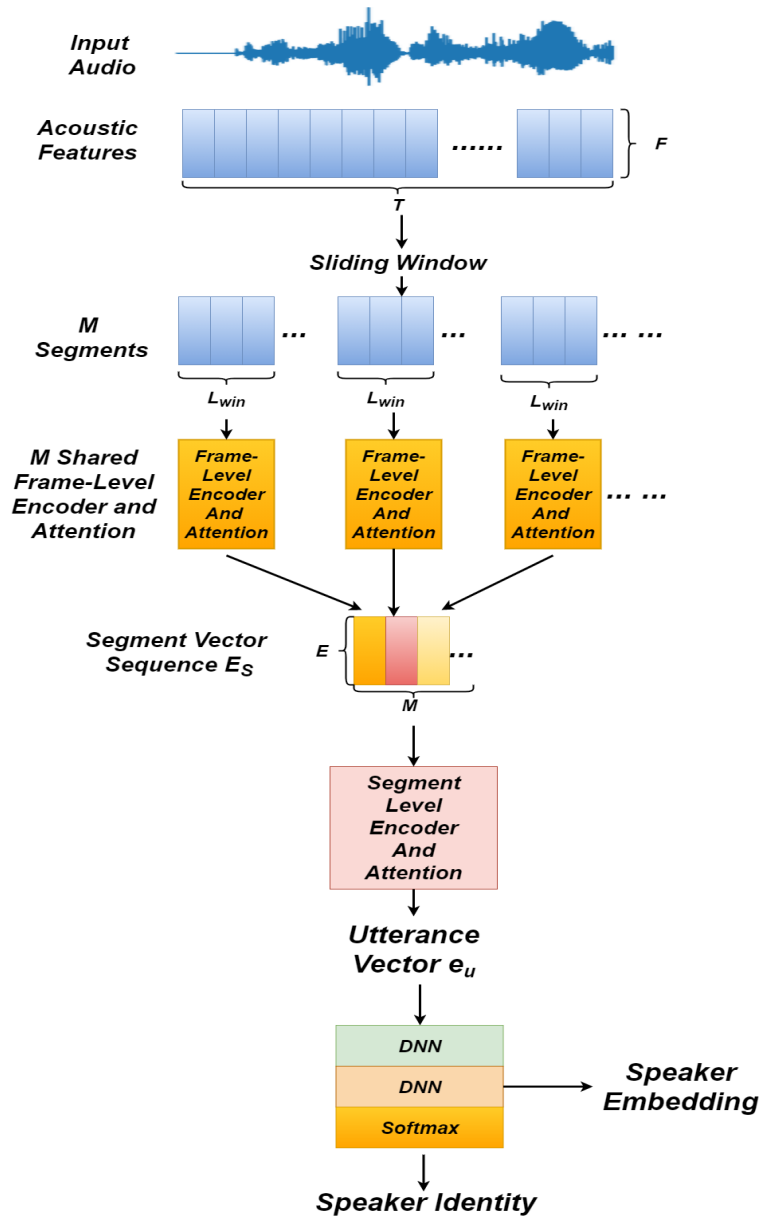 Input
Audio
Acoustic
Features
......
F
T
Sliding Window
M
Segments
...
...
... ...
Lwin
Lwin
Lwin
M Shared
Frame-Level
Encoder and
Attention
Frame-
Level
Encoder
And
Attention
Frame-
Level
Encoder
And
Attention
Frame-
Level
Encoder
And
Attention
... ...
Segment Vector
Sequence ES
E
...
M
Segment
Level
Encoder
And
Attention
Utterance
Vector eu
DNN
DNN
Softmax
Speaker
Embedding
Speaker Identity